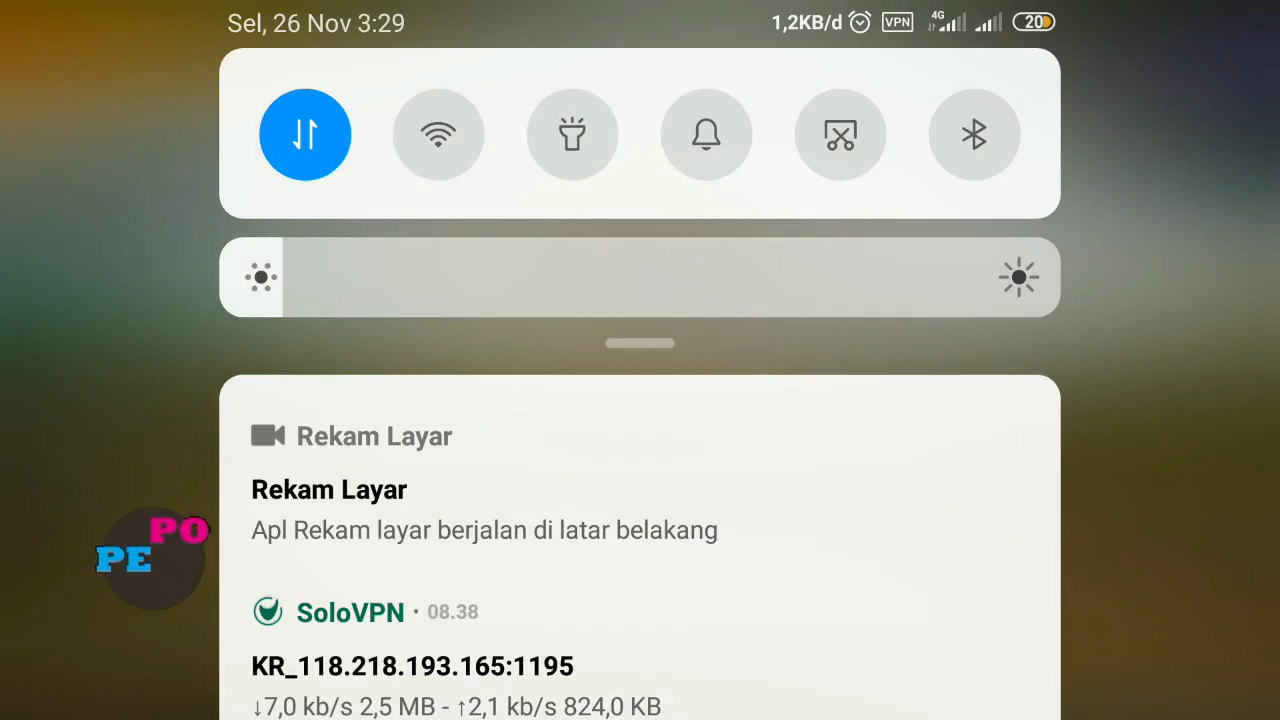 Sel, 26 Nov 3:29
1,2KB/d VPN 4G 20
Rekam Layar
Rekam Layar
Apl Rekam layar berjalan di latar belakang
PO
PE
SoloVPN · 08.38
KR_118.218.193.165:1195
↓7,0 kb/s 2,5 MB - ↑2,1 kb/s 824,0 KB